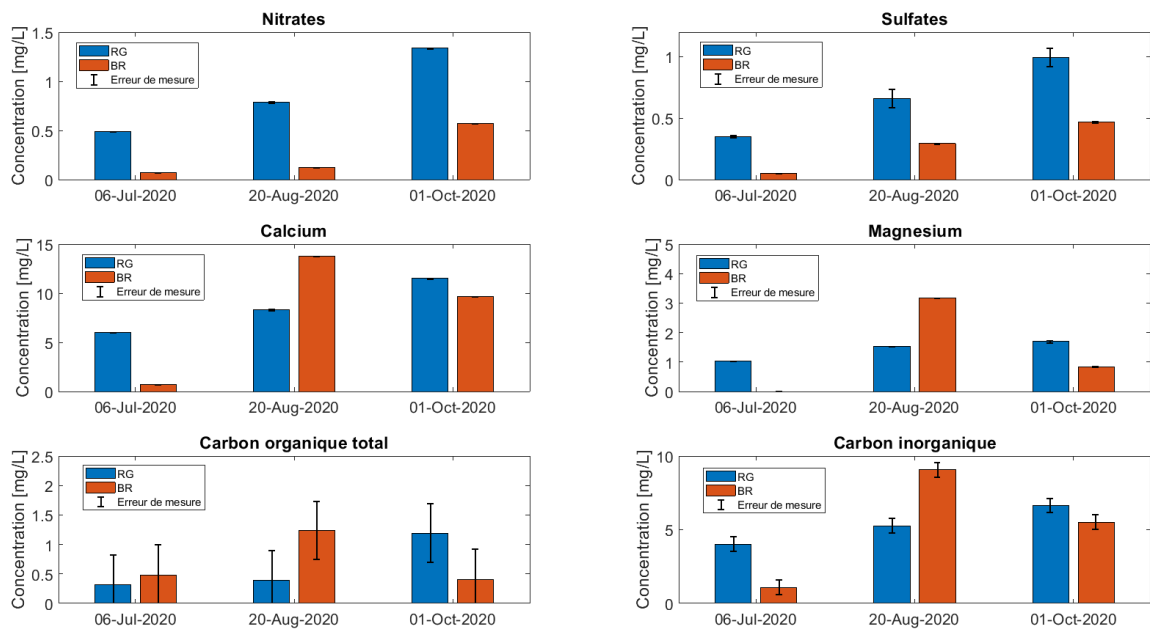 Nitrates
Concentration [mg/L]
1.5
1
0.5
0
RG
BR
Erreur de mesure
06-Jul-2020 20-Aug-2020 01-Oct-2020
Sulfates
Concentration [mg/L]
1
0.5
0
RG
BR
Erreur de mesure
06-Jul-2020 20-Aug-2020 01-Oct-2020
Calcium
Concentration [mg/L]
15
10
5
0
RG
BR
Erreur de mesure
06-Jul-2020 20-Aug-2020 01-Oct-2020
Magnesium
Concentration [mg/L]
5
4
3
2
1
0
RG
BR
Erreur de mesure
06-Jul-2020 20-Aug-2020 01-Oct-2020
Carbon organique total
Concentration [mg/L]
2.5
2
1.5
1
0.5
0
RG
BR
Erreur de mesure
06-Jul-2020 20-Aug-2020 01-Oct-2020
Carbon inorganique
Concentration [mg/L]
10
5
0
RG
BR
Erreur de mesure
06-Jul-2020 20-Aug-2020 01-Oct-2020